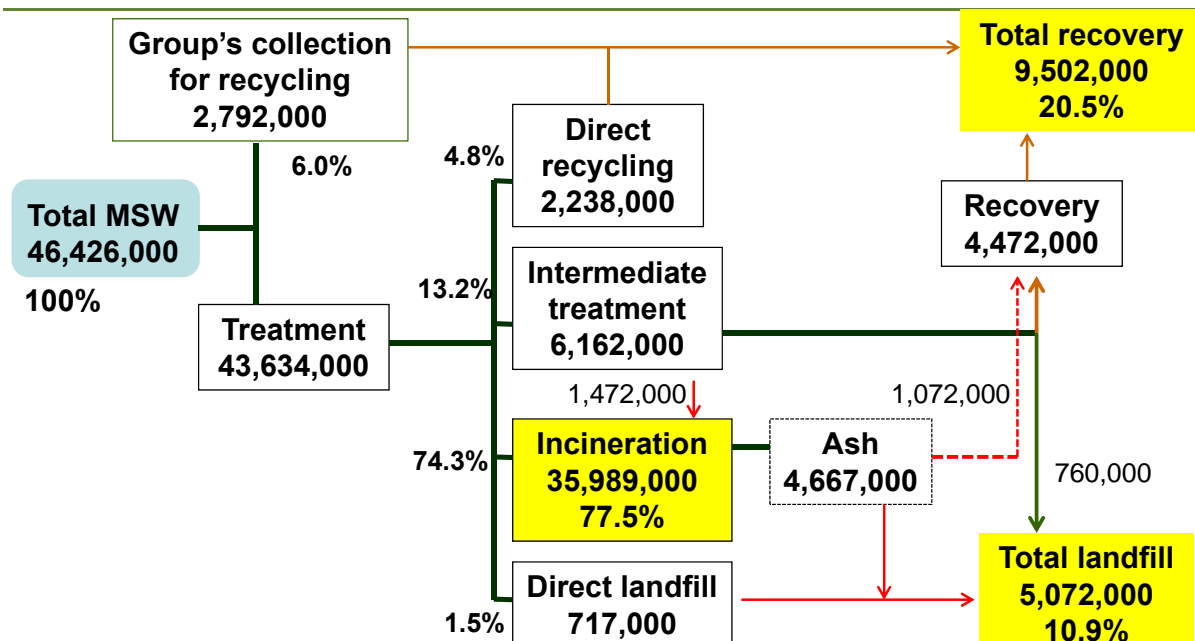 Group's collection
for recycling
2,792,000
6.0%
Total MSW
46,426,000
100%
Treatment
43,634,000
4.8%
Direct
recycling
2,238,000
13.2%
Intermediate
treatment
6,162,000
1,472,000
74.3%
Incineration
35,989,000
77.5%
1.5%
Direct landfill
717,000
Ash
4,667,000
1,072,000
Total recovery
9,502,000
20.5%
Recovery
4,472,000
760,000
Total landfill
5,072,000
10.9%